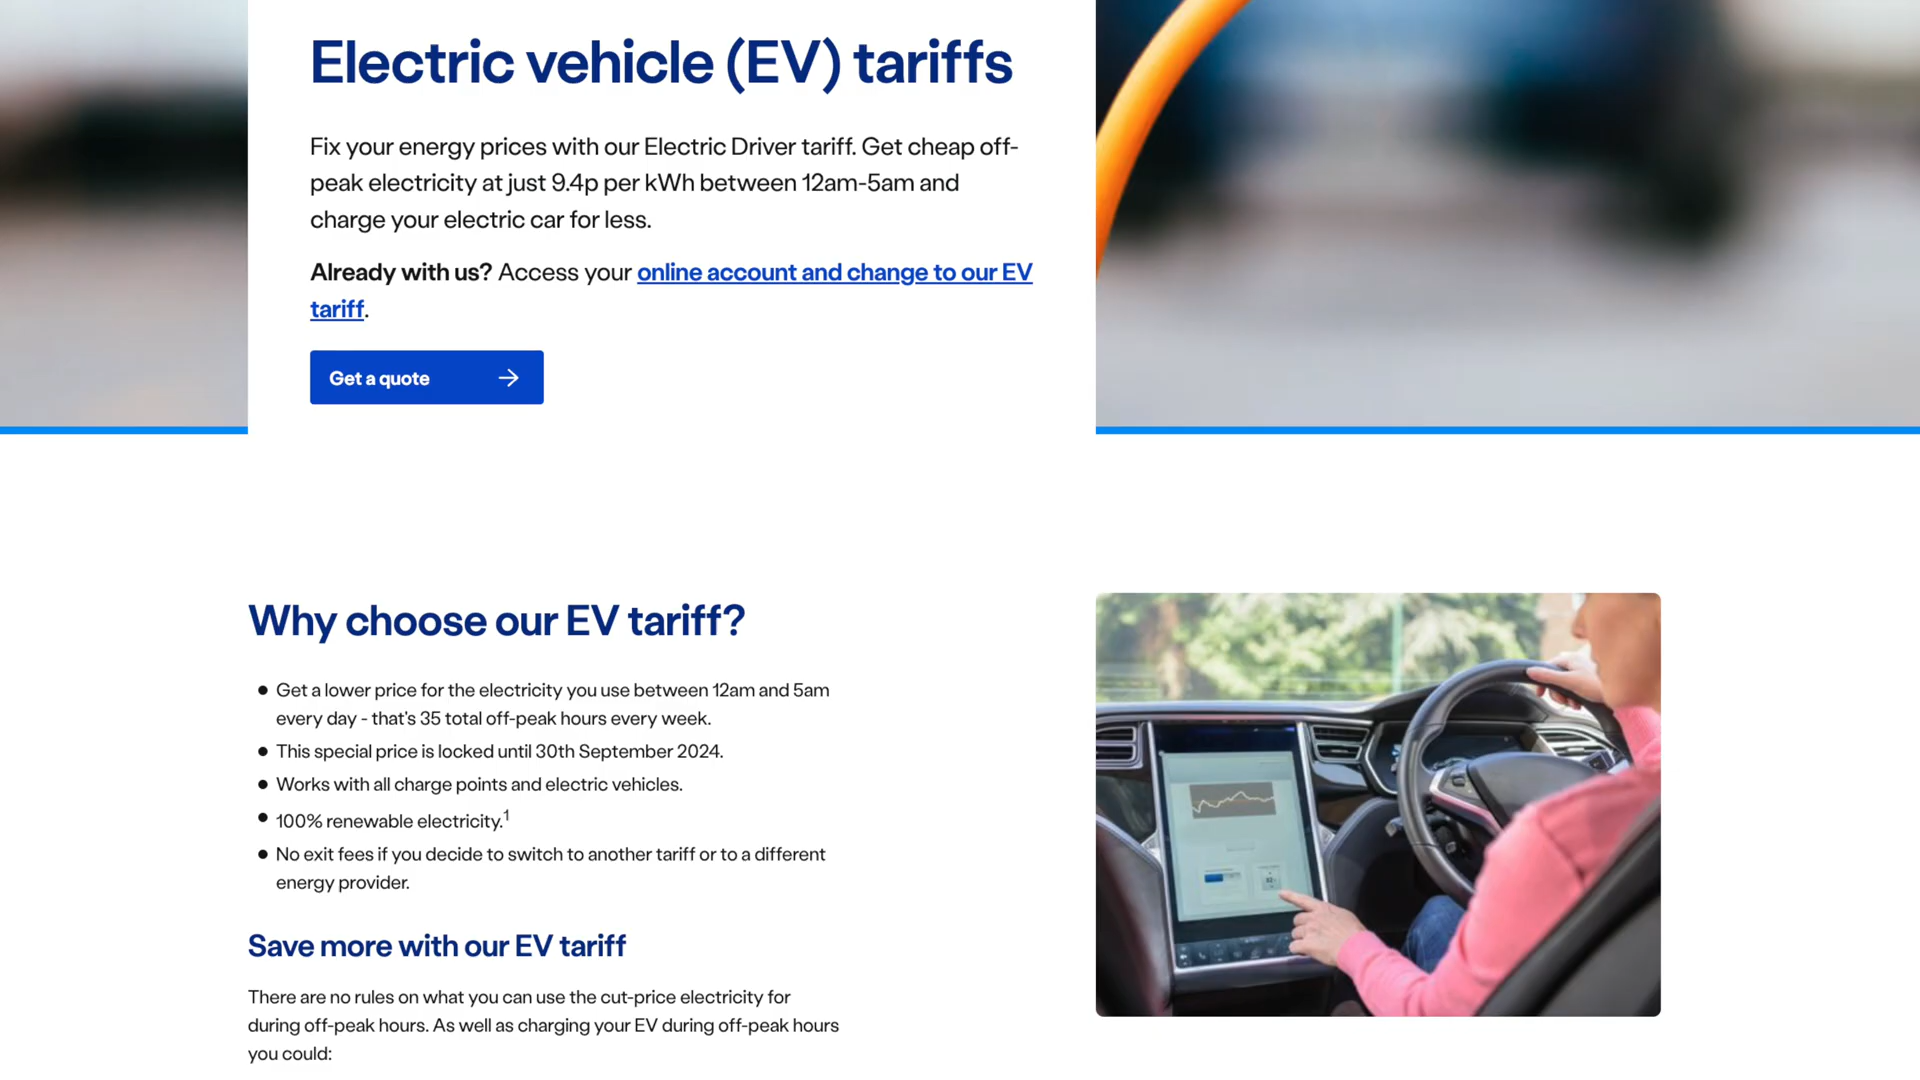 Electric vehicle (EV) tariffs
Fix your energy prices with our Electric Driver tariff. Get cheap off-
peak electricity at just 9.4p per kWh between 12am-5am and
charge your electric car for less.
Already with us? Access your online account and change to our EV
tariff.
Get a quote
Why choose our EV tariff?
Get a lower price for the electricity you use between 12am and 5am
every day - that's 35 total off-peak hours every week.
This special price is locked until 30th September 2024.
Works with all charge points and electric vehicles.
100% renewable electricity.1
No exit fees if you decide to switch to another tariff or to a different
energy provider.
Save more with our EV tariff
There are no rules on what you can use the cut-price electricity for
during off-peak hours. As well as charging your EV during off-peak hours
you could: